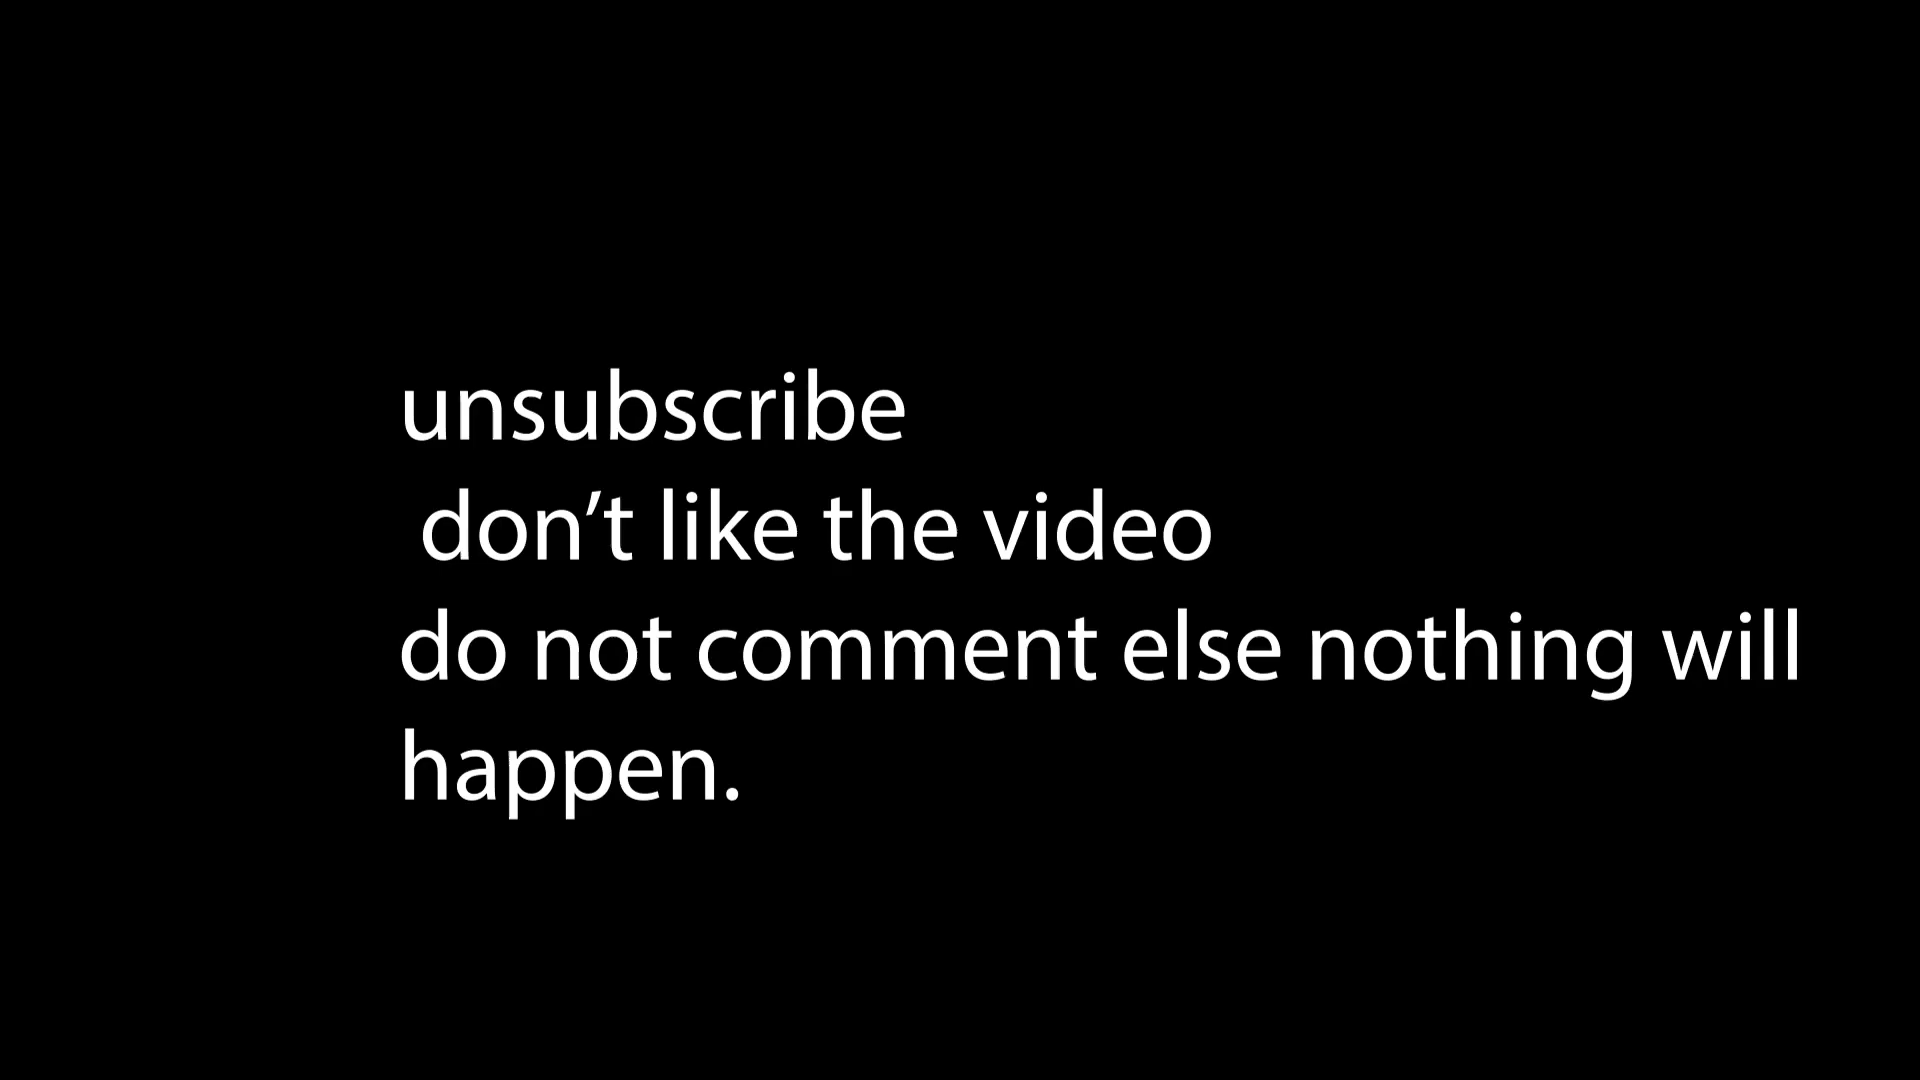 unsubscribe
don’t like the video
do not comment else nothing will
happen.